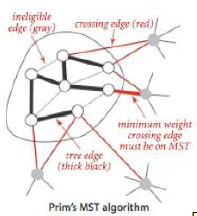 ineligible
edge (gray)
crossing edge (red)
minimum weight
crossing edge
must be on MST
tree edge
(thick black)
Prim's MST algorithm